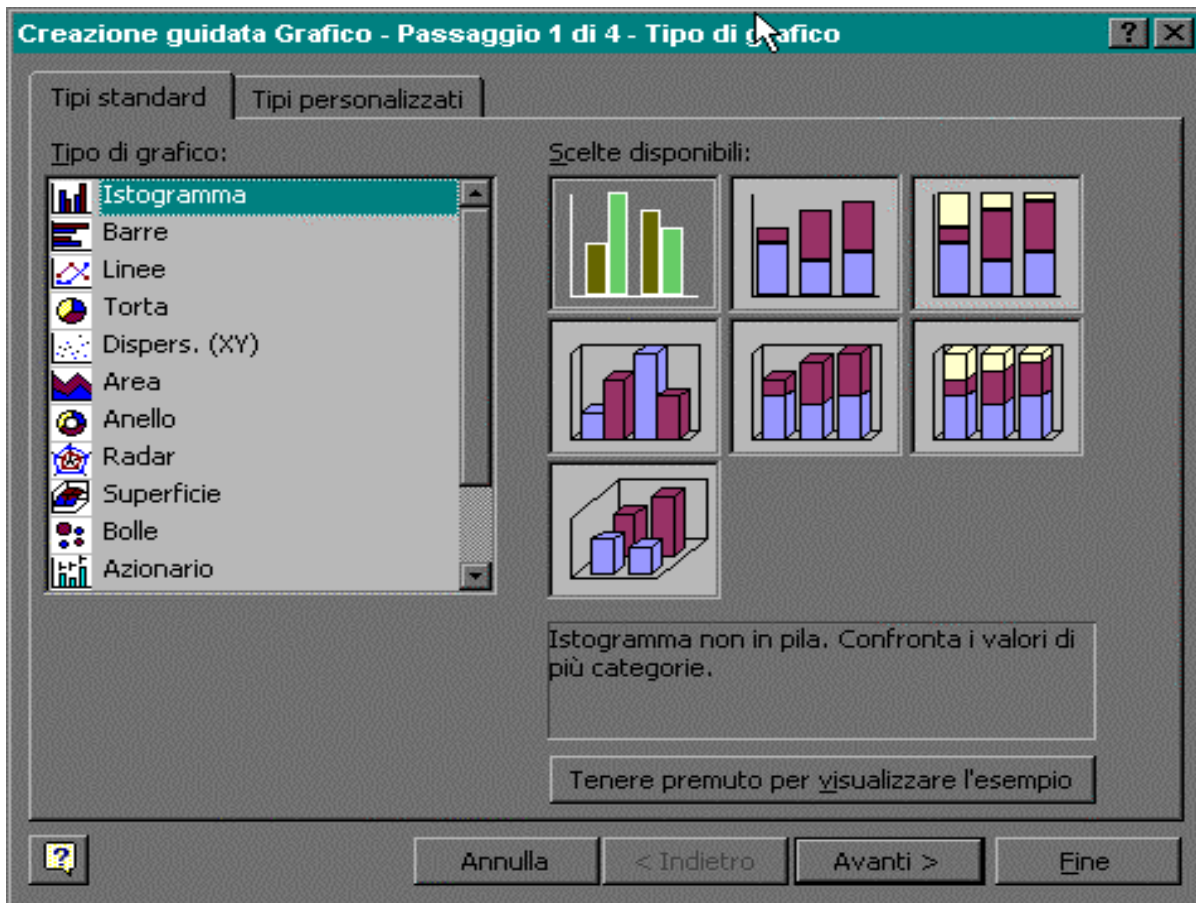 Creazione guidata Grafico - Passaggio 1 di 4 - Tipo di grafico
Tipi standard
Tipi personalizzati
Tipo di grafico:
Istogramma
Barre
Linee
Torta
Dispers. (XY)
Area
Anello
Radar
Superficie
Bolle
Azionario
Scelte disponibili:
Istogramma non in pila. Confronta i valori di
più categorie.
Tenere premuto per visualizzare l'esempio
Annulla
< Indietro
Avanti >
Fine